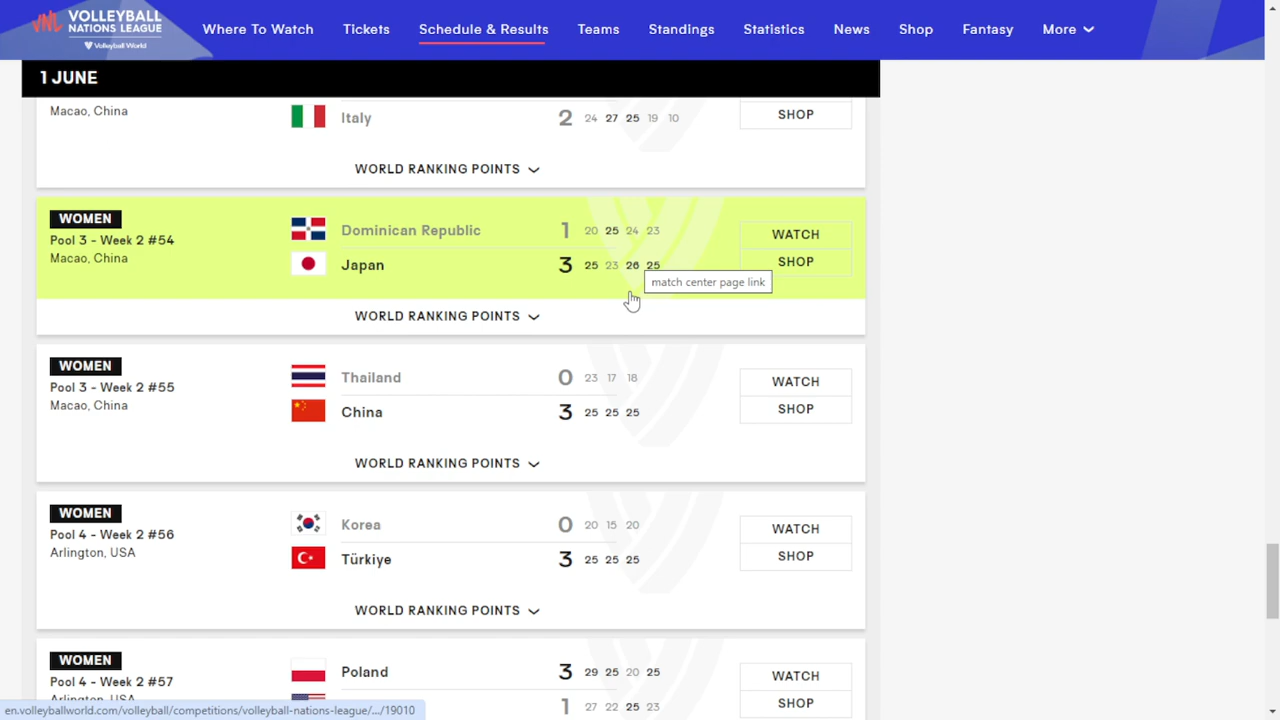 VOLLEYBALL
NATIONS LEAGUE
Volleyball World
Where To Watch Tickets Schedule & Results Teams Standings Statistics News Shop Fantasy More
1 JUNE
Macao, China
Italy 2 24 27 25 19 10
SHOP
WORLD RANKING POINTS
WOMEN
Pool 3 - Week 2 #54
Macao, China
Dominican Republic 1 20 25 24 23
Japan 3 25 23 26 25
WATCH
SHOP
match center page link
WORLD RANKING POINTS
WOMEN
Pool 3 - Week 2 #55
Macao, China
Thailand 0 23 17 18
China 3 25 25 25
WATCH
SHOP
WORLD RANKING POINTS
WOMEN
Pool 4 - Week 2 #56
Arlington, USA
Korea 0 20 15 20
Türkiye 3 25 25 25
WATCH
SHOP
WORLD RANKING POINTS
WOMEN
Pool 4 - Week 2 #57
Arlington, USA
Poland 3 29 25 20 25
1 27 22 25 23
WATCH
SHOP
en.volleyballworld.com/volleyball/competitions/volleyball-nations-league/.../19010